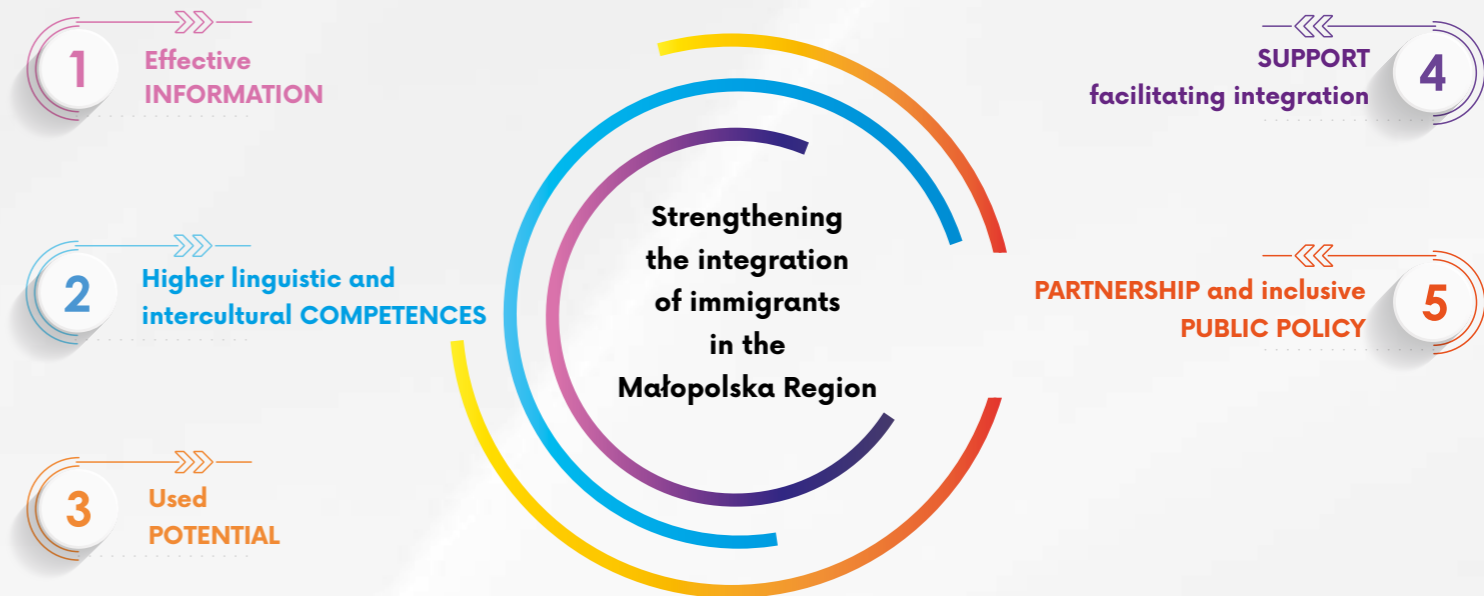 1
Effective
INFORMATION
2
Higher linguistic and
intercultural COMPETENCES
3
Used
POTENTIAL
Strengthening
the integration
of immigrants
in the
Małopolska Region
SUPPORT
facilitating integration
4
PARTNERSHIP and inclusive
PUBLIC POLICY
5